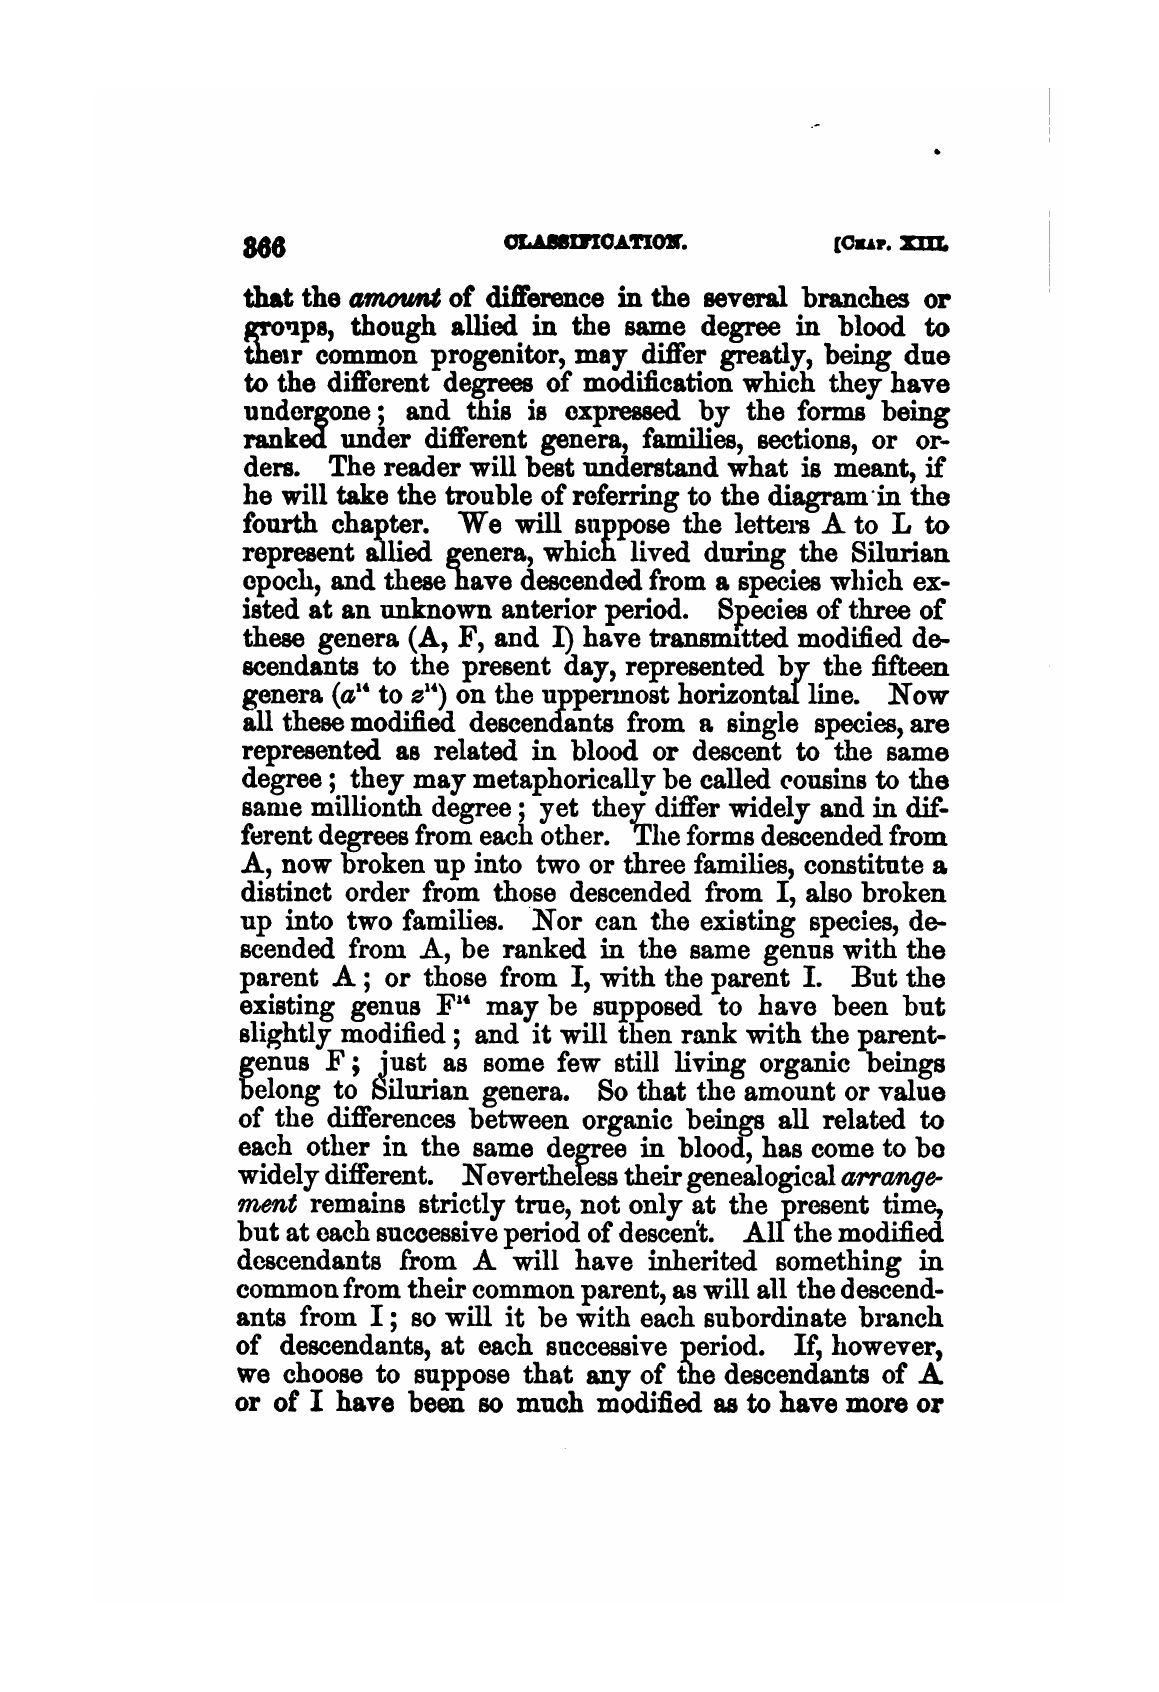 366 CLASSIFICATION. [CHAP. XIII.
that the amount of difference in the several branches or
groups, though allied in the same degree in blood to
their common progenitor, may differ greatly, being due
to the different degrees of modification which they have
undergone; and this is expressed by the forms being
ranked under different genera, families, sections, or or-
ders. The reader will best understand what is meant, if
he will take the trouble of referring to the diagram in the
fourth chapter. We will suppose the letters A to L to
represent allied genera, which lived during the Silurian
epoch, and these have descended from a species which ex-
isted at an unknown anterior period. Species of three of
these genera (A, F, and I) have transmitted modified de-
scendants to the present day, represented by the fifteen
genera (a¹⁴ to z¹⁴) on the uppermost horizontal line. Now
all these modified descendants from a single species, are
represented as related in blood or descent to the same
degree; they may metaphorically be called cousins to the
same millionth degree; yet they differ widely and in dif-
ferent degrees from each other. The forms descended from
A, now broken up into two or three families, constitute a
distinct order from those descended from I, also broken
up into two families. Nor can the existing species, de-
scended from A, be ranked in the same genus with the
parent A; or those from I, with the parent I. But the
existing genus F¹⁴ may be supposed to have been but
slightly modified; and it will then rank with the parent-
genus F; just as some few still living organic beings
belong to Silurian genera. So that the amount or value
of the differences between organic beings all related to
each other in the same degree in blood, has come to be
widely different. Nevertheless their genealogical arrange-
ment remains strictly true, not only at the present time,
but at each successive period of descent. All the modified
descendants from A will have inherited something in
common from their common parent, as will all the descend-
ants from I; so will it be with each subordinate branch
of descendants, at each successive period. If, however,
we choose to suppose that any of the descendants of A
or of I have been so much modified as to have more or